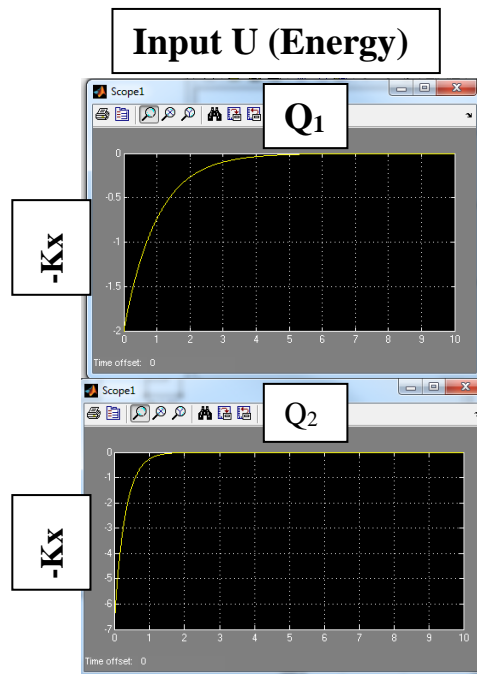 Input U (Energy)
Scope1
Q1
-Kx
0
-0.5
-1
-1.5
-2
0 1 2 3 4 5 6 7 8 9 10
Time offset: 0
Scope1
Q2
-Kx
0
-1
-2
-3
-4
-5
-6
-7
0 1 2 3 4 5 6 7 8 9 10
Time offset: 0